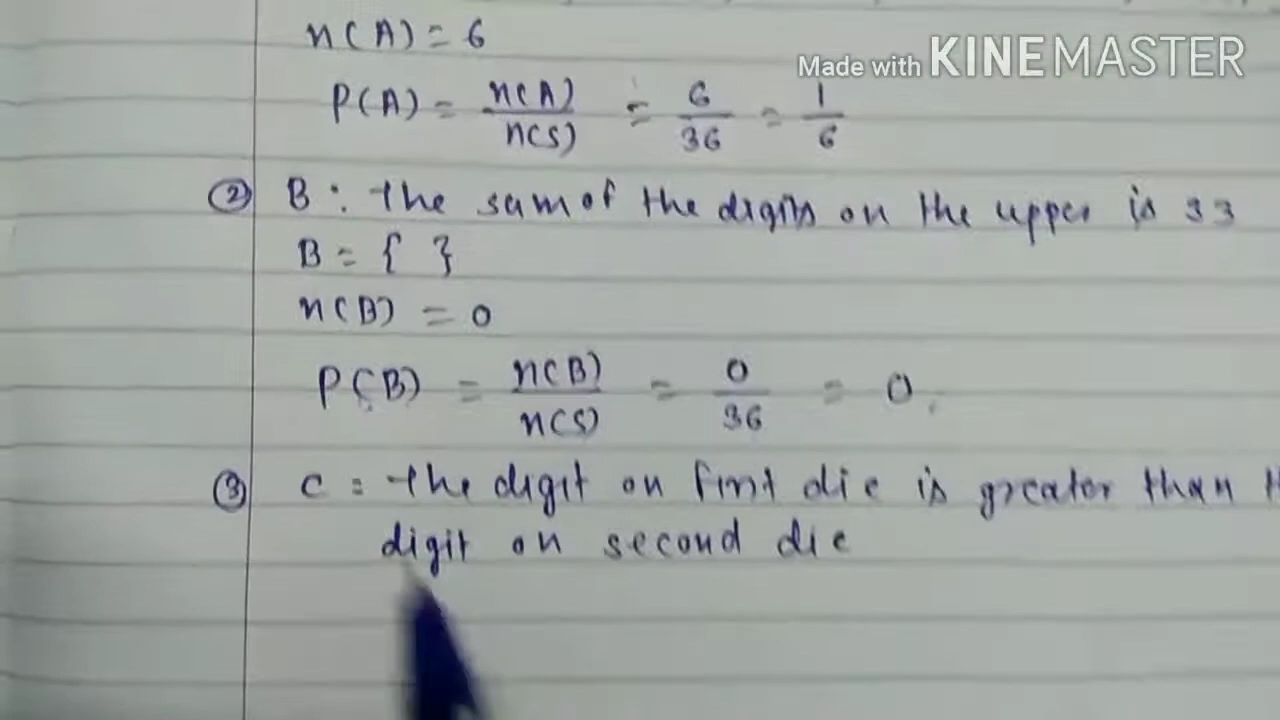 n(A) = 6
Made with KINEMASTER
P(A) = n(A) / n(S) = 6/36 = 1/6
② B : the sum of the digits on the upper is 33
B = { }
n(B) = 0
P(B) = n(B) / n(S) = 0/36 = 0.
③ C = the digit on first die is greater than
digit on second die